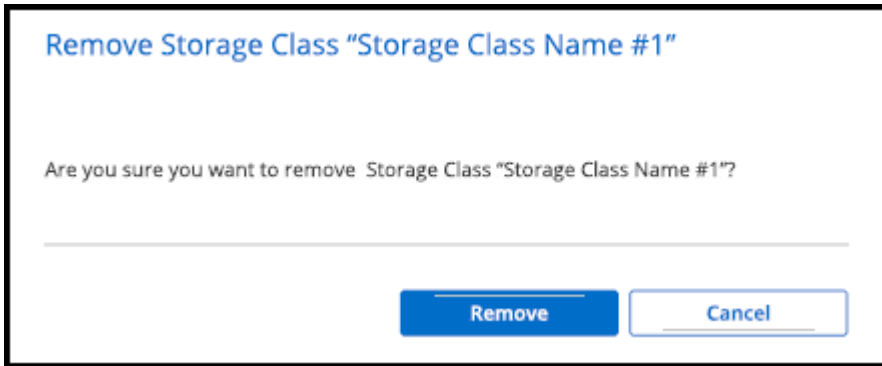 Remove Storage Class “Storage Class Name #1”
Are you sure you want to remove Storage Class “Storage Class Name #1”?
Remove
Cancel